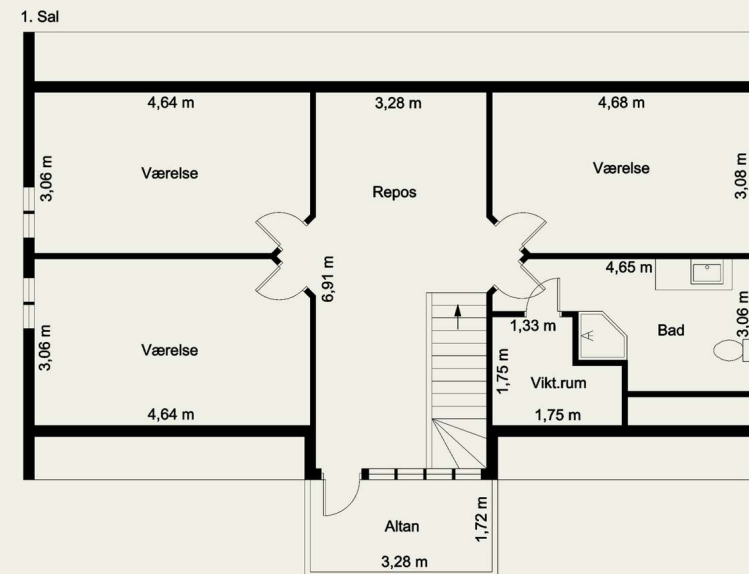 1. Sal
4,64 m
3,28 m
4,68 m
3,06 m
Værelse
Repos
Værelse
3,08 m
6,91 m
4,65 m
3,06 m
Værelse
1,33 m
Bad
3,06 m
1,75 m
Vikt.rum
4,64 m
1,75 m
Altan
1,72 m
3,28 m